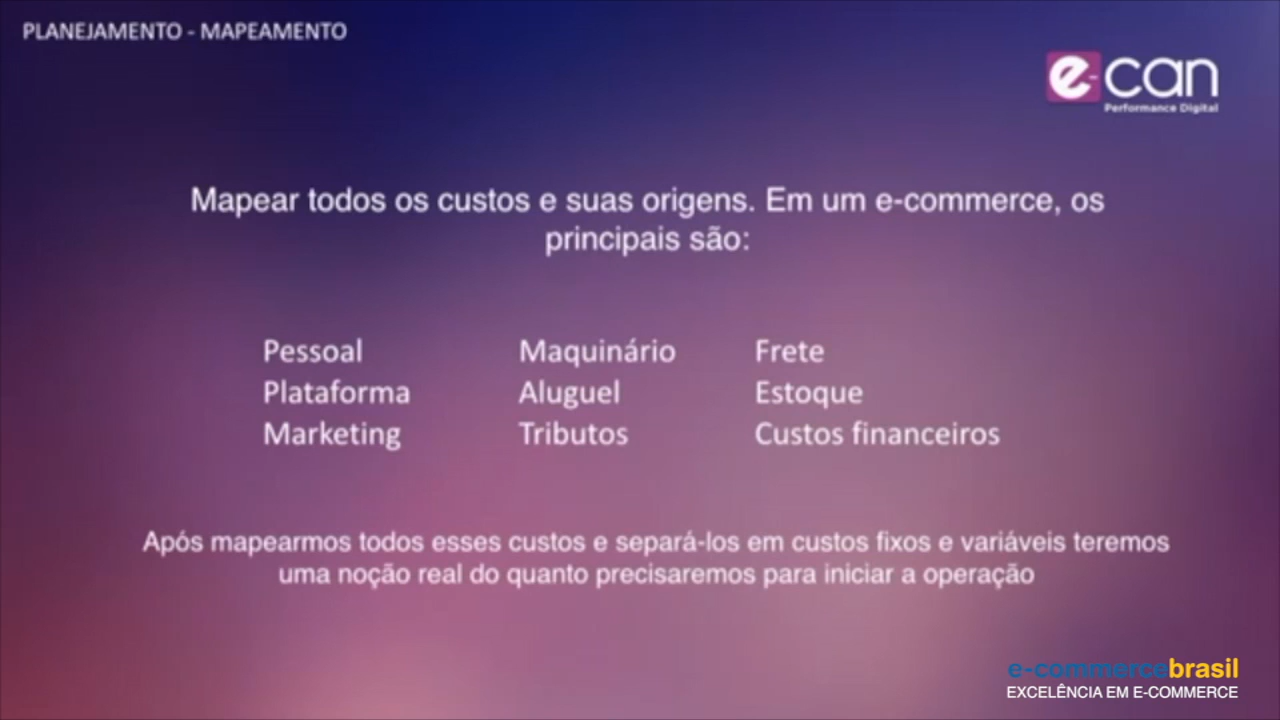 PLANEJAMENTO - MAPEAMENTO
e-can
Performance Digital
Mapear todos os custos e suas origens. Em um e-commerce, os
principais são:
Pessoal Maquinário Frete
Plataforma Aluguel Estoque
Marketing Tributos Custos financeiros
Após mapearmos todos esses custos e separá-los em custos fixos e variáveis teremos
uma noção real do quanto precisaremos para iniciar a operação
e-commercebrasil
EXCELÊNCIA EM E-COMMERCE